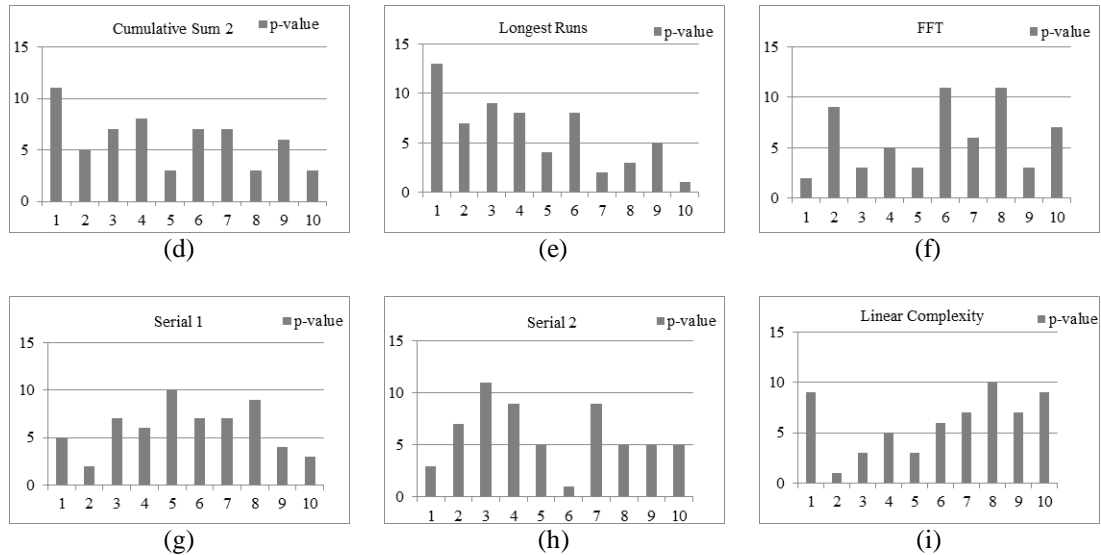 Cumulative Sum 2
p-value
15
10
5
0
1 2 3 4 5 6 7 8 9 10
(d)
Longest Runs
p-value
15
10
5
0
1 2 3 4 5 6 7 8 9 10
(e)
FFT
p-value
15
10
5
0
1 2 3 4 5 6 7 8 9 10
(f)
Serial 1
p-value
15
10
5
0
1 2 3 4 5 6 7 8 9 10
(g)
Serial 2
p-value
15
10
5
0
1 2 3 4 5 6 7 8 9 10
(h)
Linear Complexity
p-value
15
10
5
0
1 2 3 4 5 6 7 8 9 10
(i)